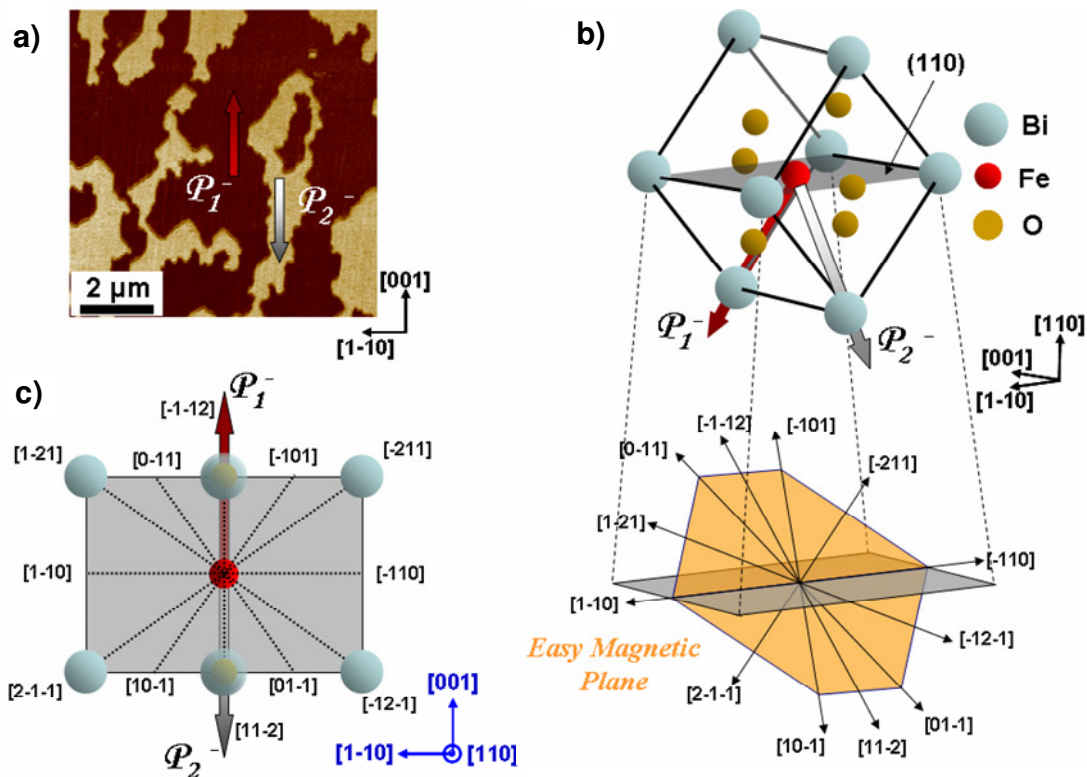 a)
P1-
P2-
2 µm
[001]
[1-10]
b)
(110)
Bi
Fe
O
P1-
P2-
[110]
[001]
[1-10]
[-1-12]
[-101]
[0-11]
[-211]
[1-21]
[-110]
[1-10]
[-12-1]
Easy Magnetic
Plane
[2-1-1]
[01-1]
[10-1]
[11-2]
c)
P1-
[-1-12]
[1-21]
[0-11]
[-101]
[-211]
[1-10]
[-110]
[2-1-1]
[10-1]
[01-1]
[-12-1]
[11-2]
P2-
[001]
[1-10]
[110]